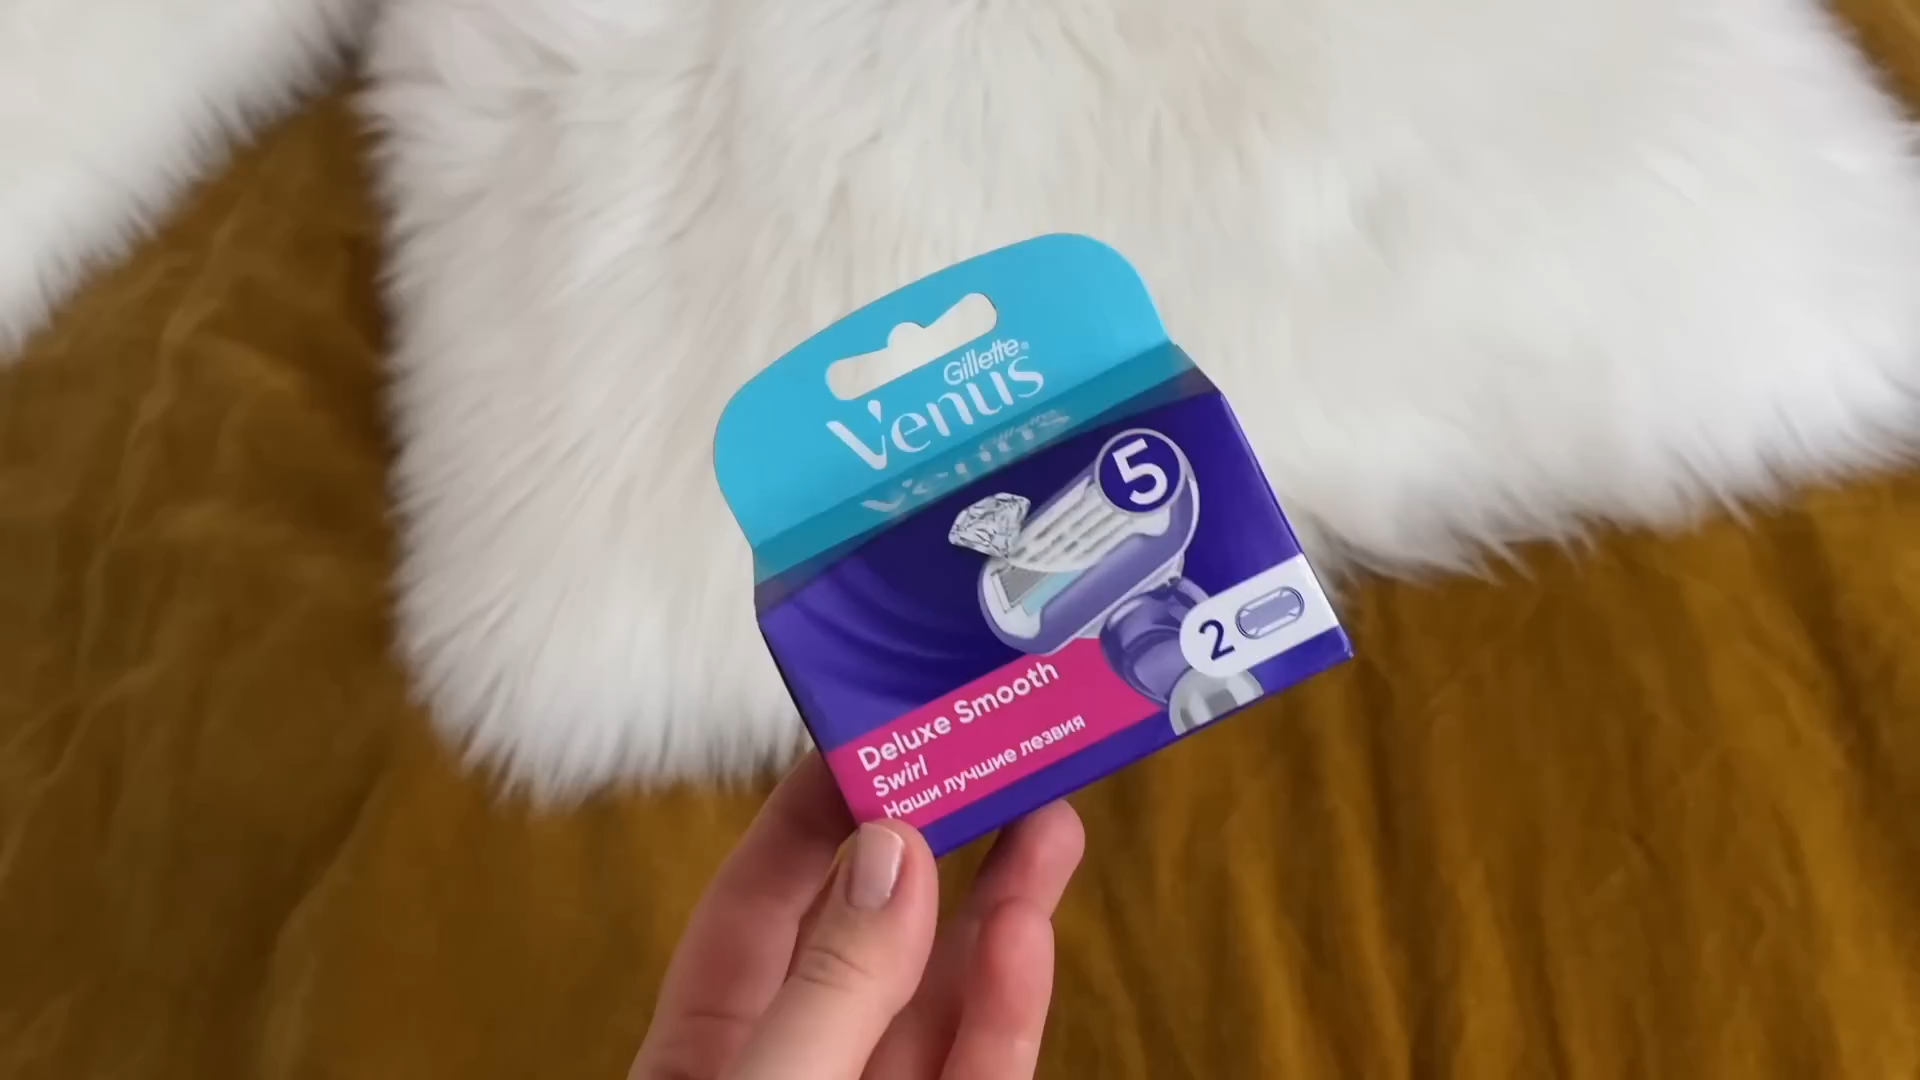 Gillette®
Venus
5
2
Deluxe Smooth
Swirl
Наши лучшие лезвия